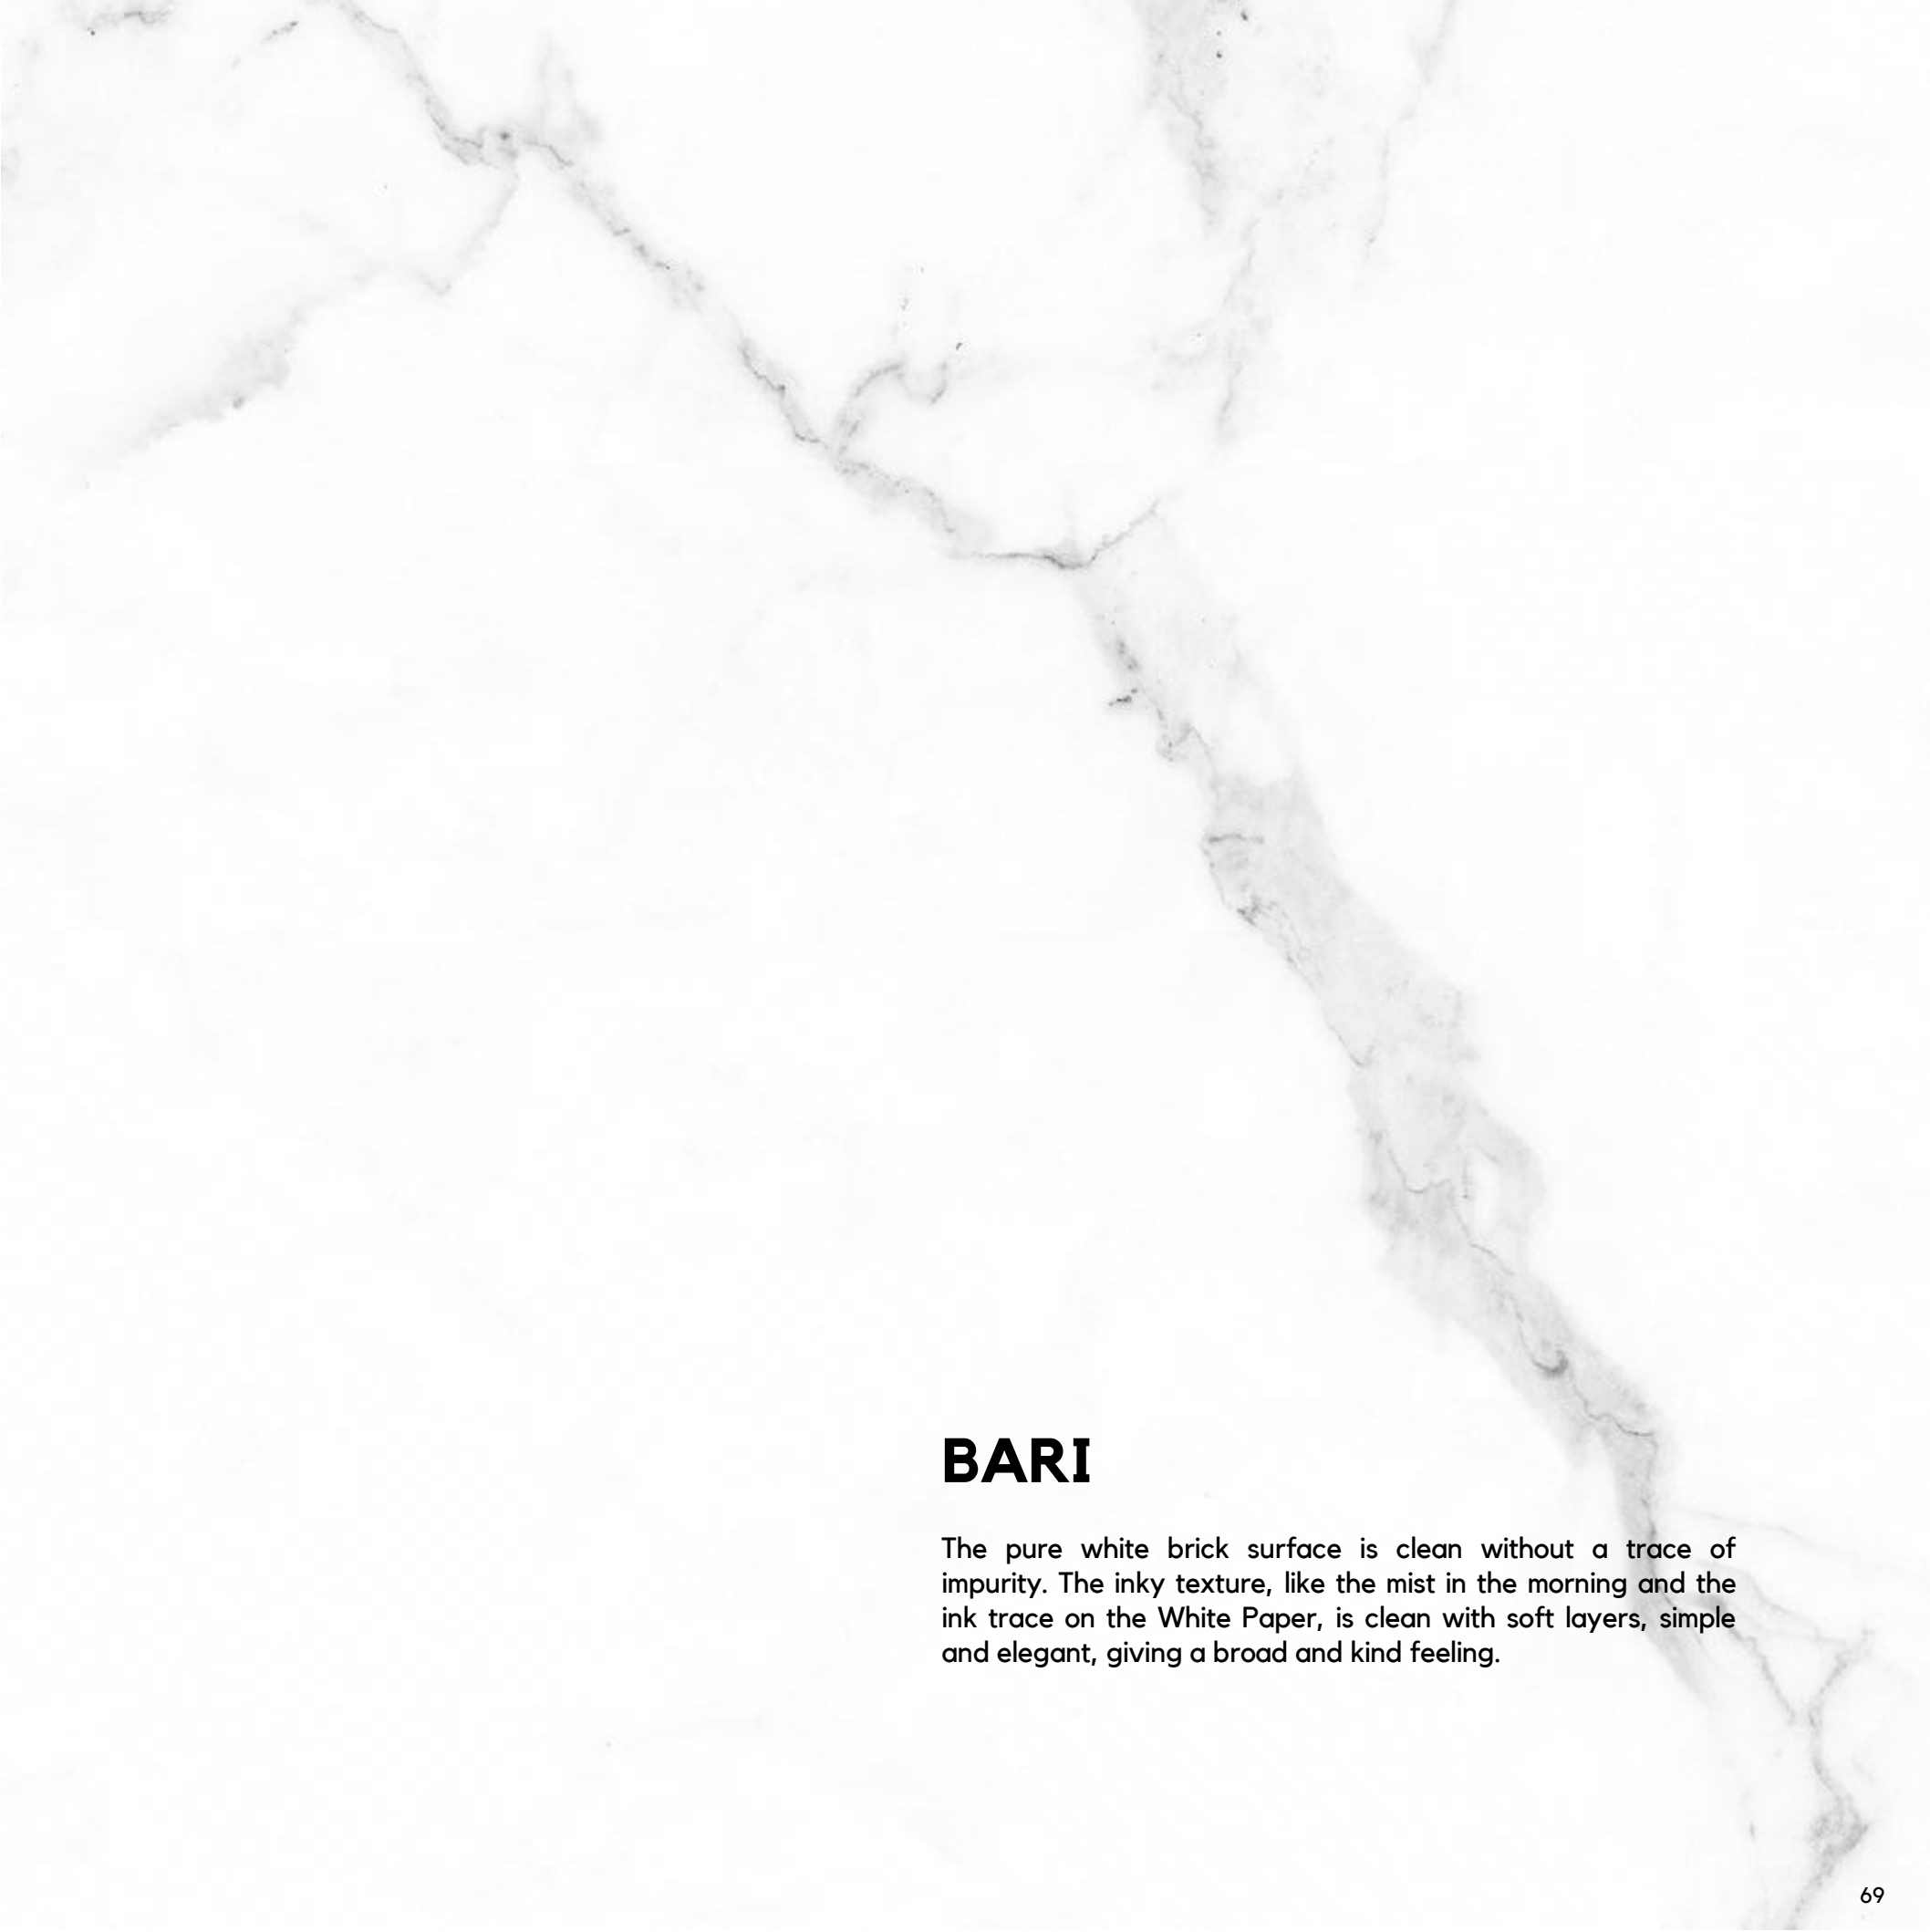 BARI
The pure white brick surface is clean without a trace of
impurity. The inky texture, like the mist in the morning and the
ink trace on the White Paper, is clean with soft layers, simple
and elegant, giving a broad and kind feeling.
69